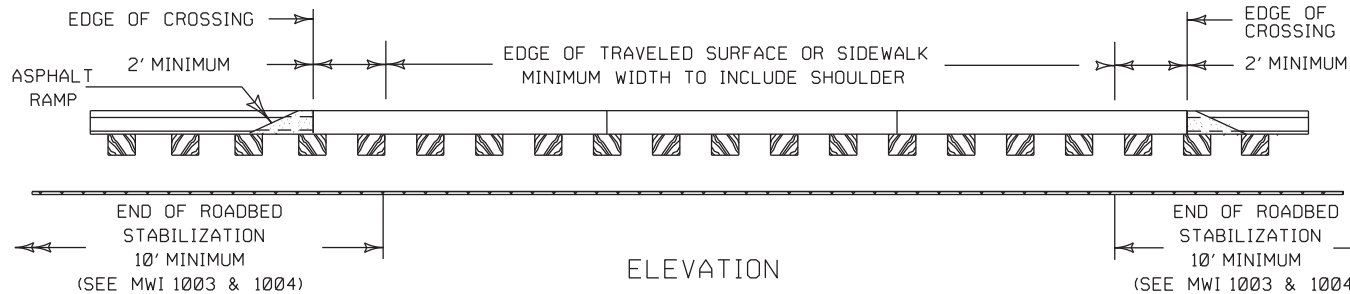 EDGE OF CROSSING
EDGE OF
CROSSING
2' MINIMUM
EDGE OF TRAVELED SURFACE OR SIDEWALK
MINIMUM WIDTH TO INCLUDE SHOULDER
2' MINIMUM
ASPHALT
RAMP
END OF ROADBED
STABILIZATION
10' MINIMUM
(SEE MWI 1003 & 1004)
ELEVATION
END OF ROADBED
STABILIZATION
10' MINIMUM
(SEE MWI 1003 & 1004